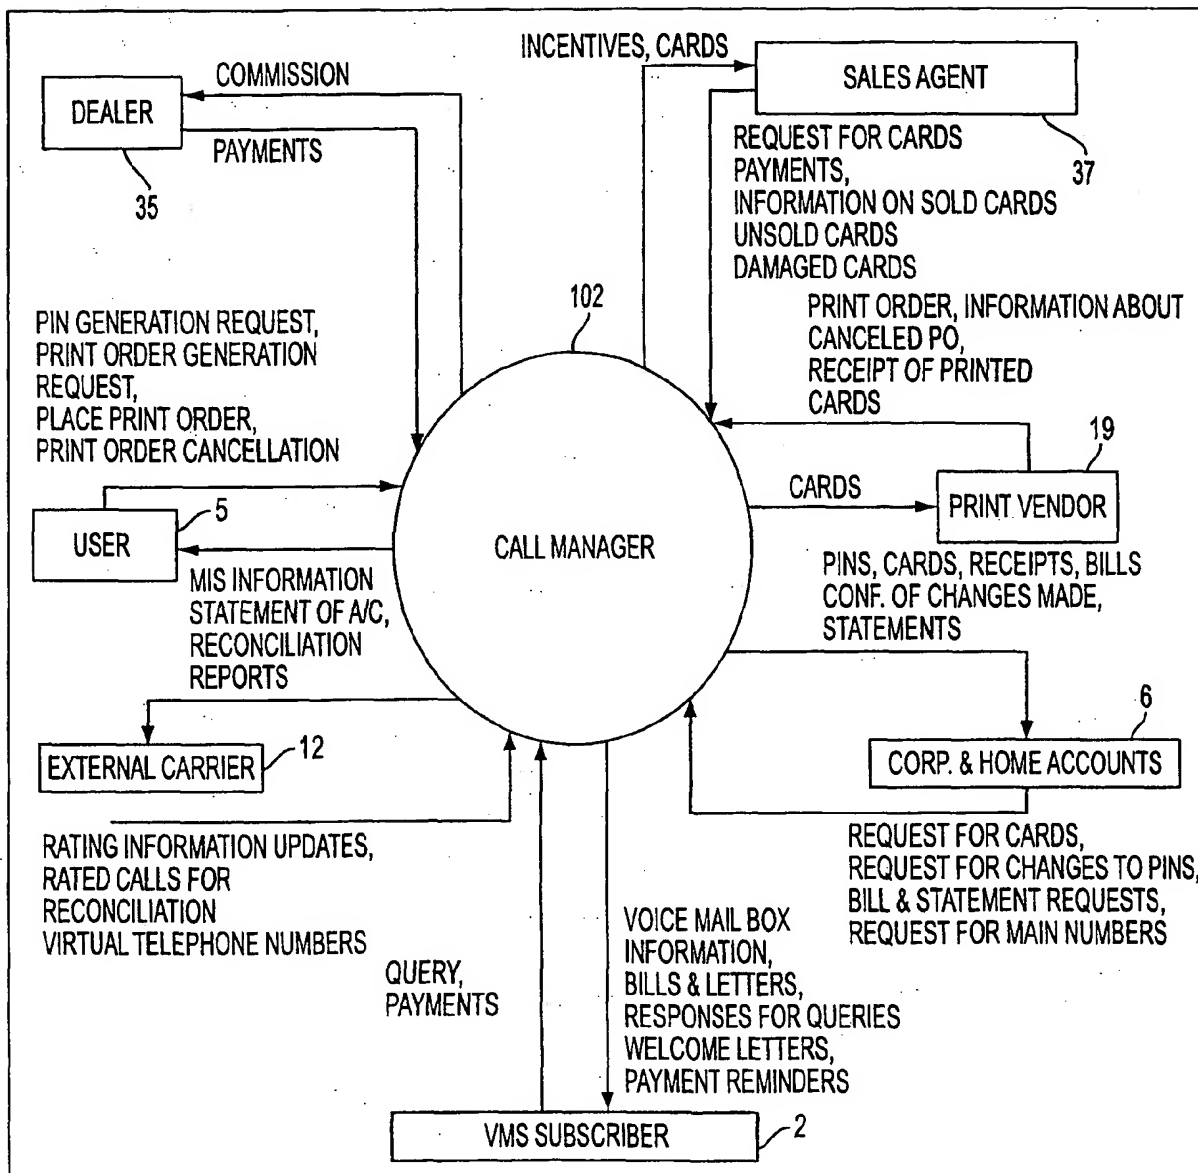 INCENTIVES, CARDS
COMMISSION
SALES AGENT
DEALER
PAYMENTS
REQUEST FOR CARDS
PAYMENTS,
INFORMATION ON SOLD CARDS
UNSOLD CARDS
DAMAGED CARDS
37
35
102
PRINT ORDER, INFORMATION ABOUT
CANCELED PO,
RECEIPT OF PRINTED
CARDS
PIN GENERATION REQUEST,
PRINT ORDER GENERATION
REQUEST,
PLACE PRINT ORDER,
PRINT ORDER CANCELLATION
19
CARDS
PRINT VENDOR
5
USER
CALL MANAGER
PINS, CARDS, RECEIPTS, BILLS
CONF. OF CHANGES MADE,
STATEMENTS
MIS INFORMATION
STATEMENT OF A/C,
RECONCILIATION
REPORTS
6
EXTERNAL CARRIER
12
CORP. & HOME ACCOUNTS
RATING INFORMATION UPDATES,
RATED CALLS FOR
RECONCILIATION
VIRTUAL TELEPHONE NUMBERS
REQUEST FOR CARDS,
REQUEST FOR CHANGES TO PINS,
BILL & STATEMENT REQUESTS,
REQUEST FOR MAIN NUMBERS
QUERY,
PAYMENTS
VOICE MAIL BOX
INFORMATION,
BILLS & LETTERS,
RESPONSES FOR QUERIES
WELCOME LETTERS,
PAYMENT REMINDERS
VMS SUBSCRIBER
2